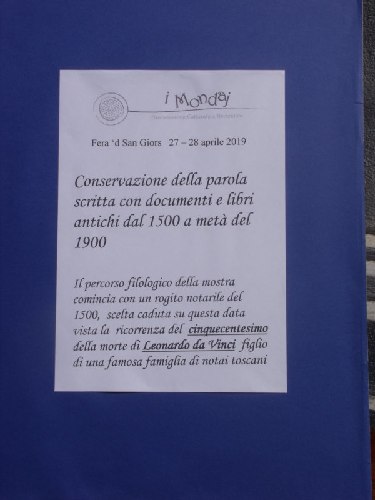 i Mondaj
Fera 'd San Giors 27 – 28 aprile 2019
Conservazione della parola
scritta con documenti e libri
antichi dal 1500 a metà del
1900
Il percorso filologico della mostra
comincia con un rogito notarile del
1500, scelta caduta su questa data
vista la ricorrenza del cinquecentesimo
della morte di Leonardo da Vinci figlio
di una famosa famiglia di notai toscani